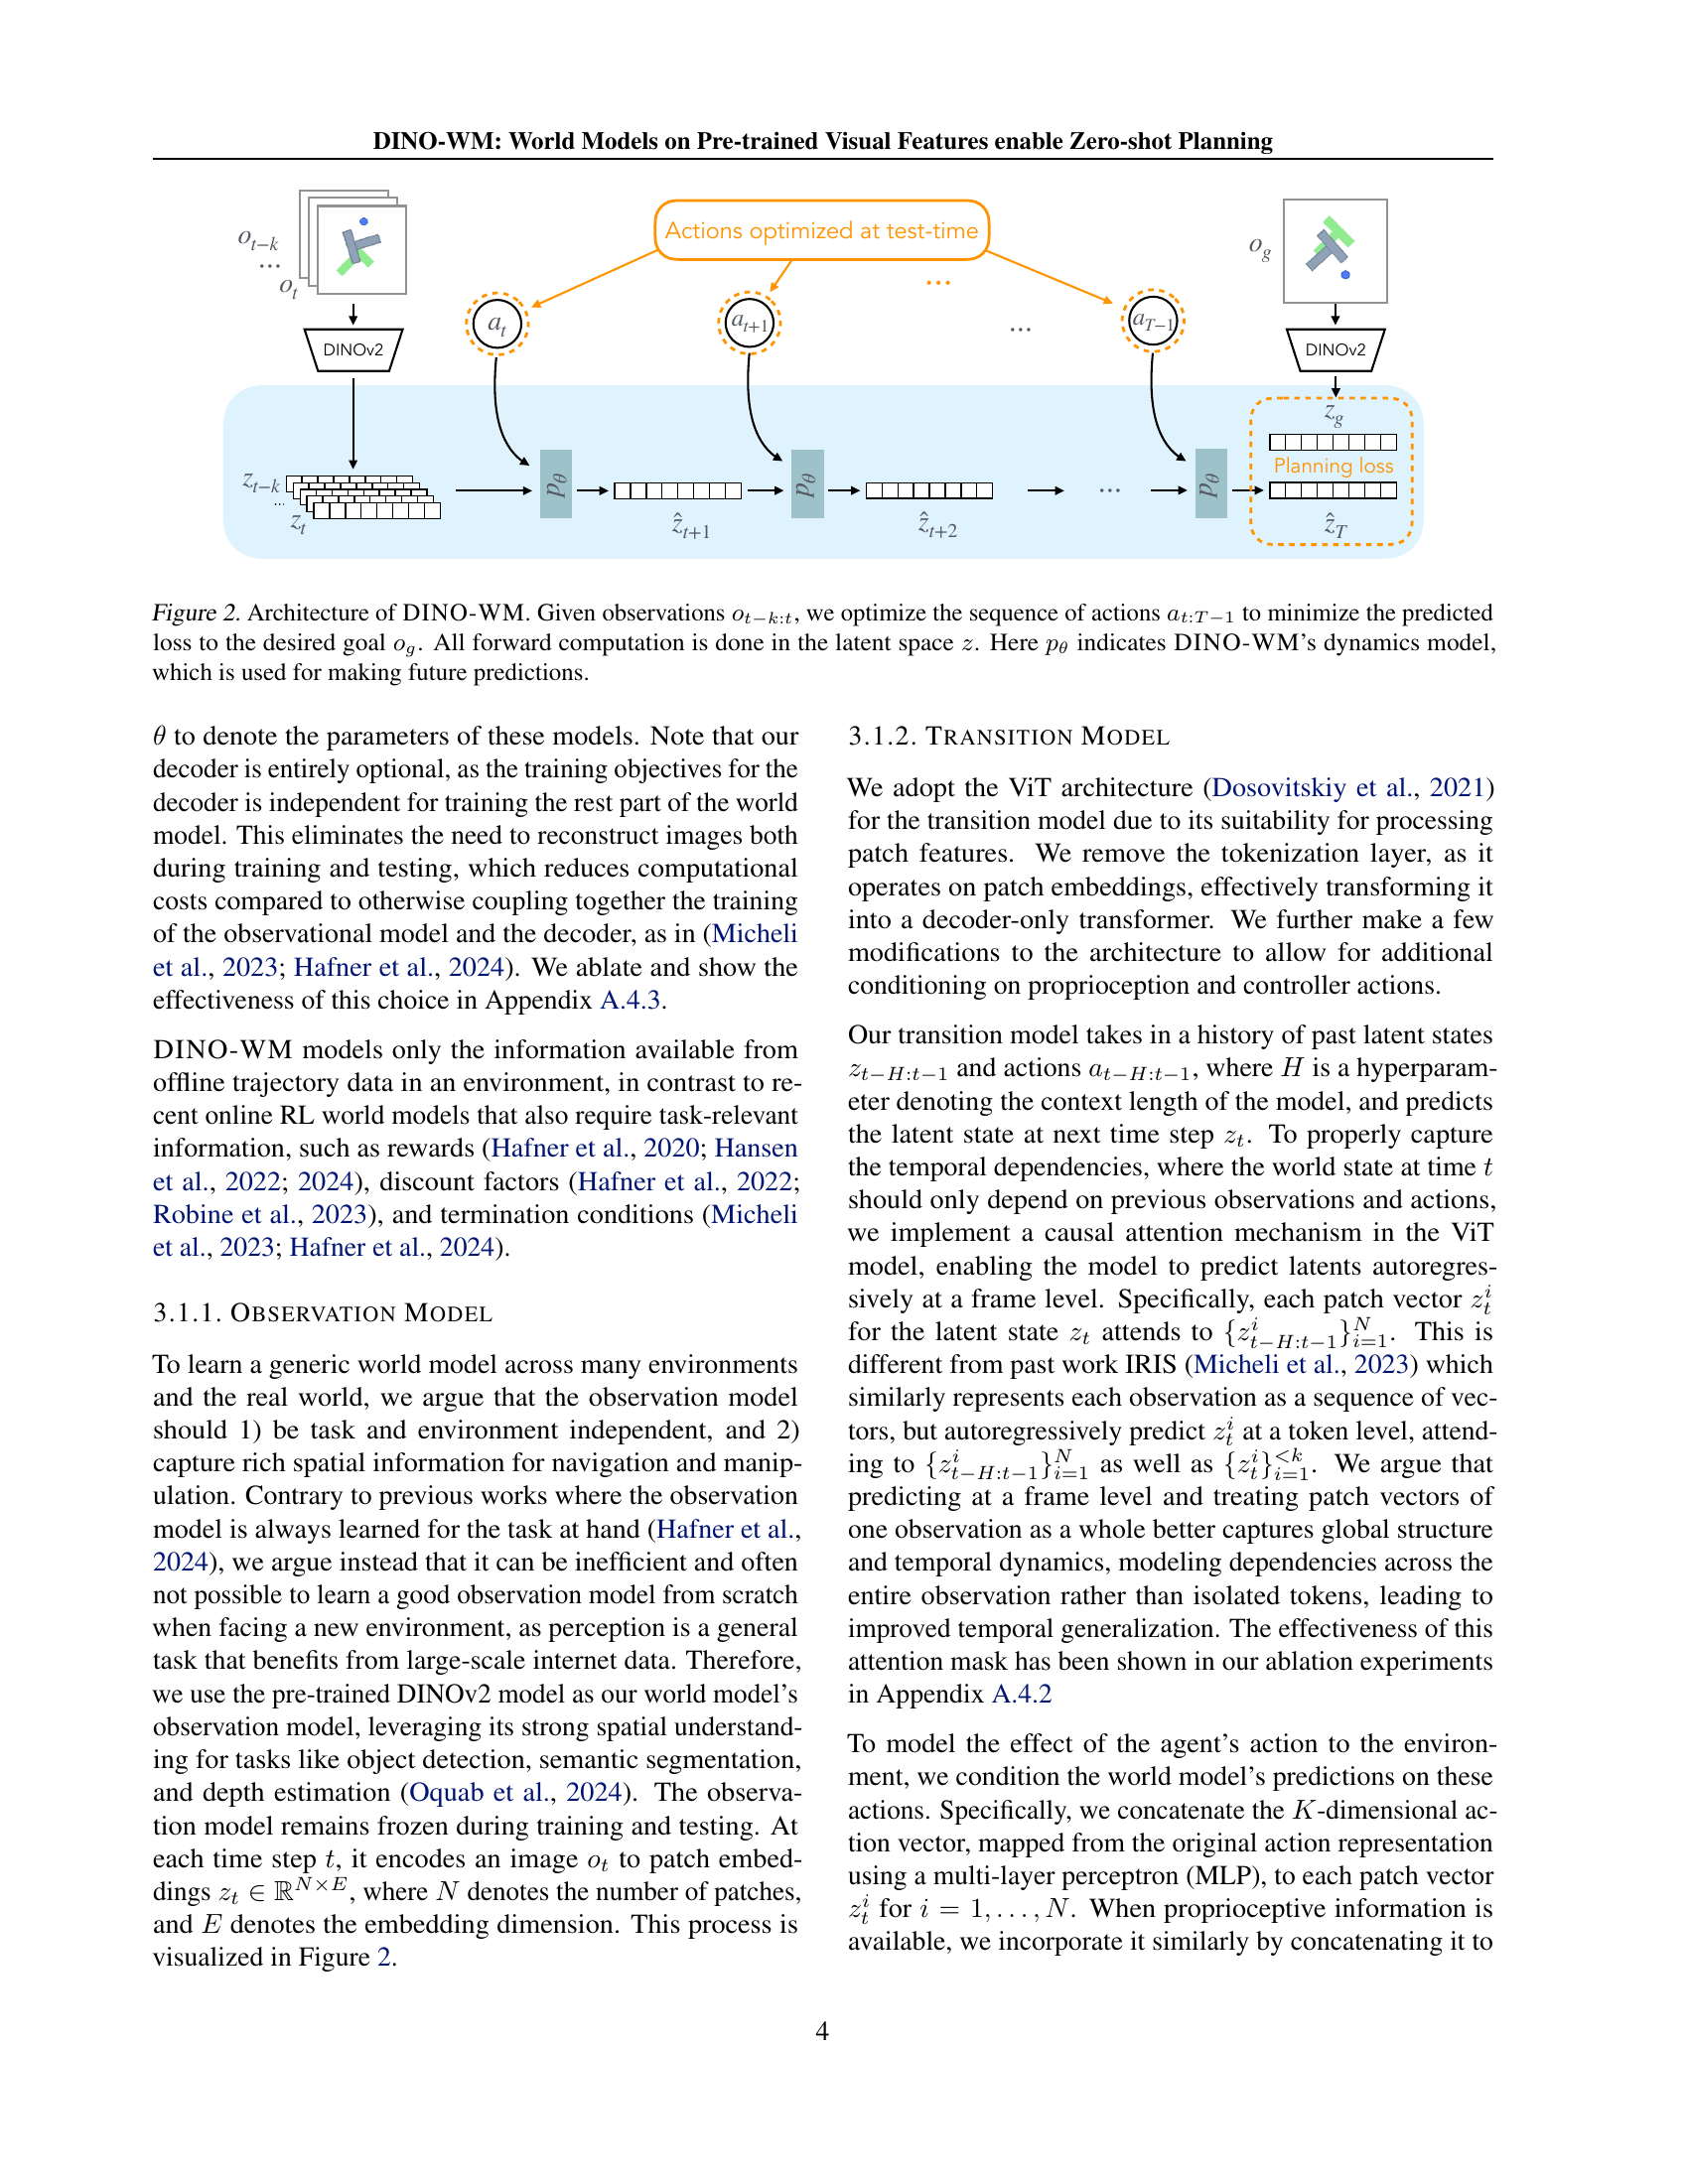 DINO-WM: World Models on Pre-trained Visual Features enable Zero-shot Planning
o_{t-k}
...
o_t
DINOv2
Actions optimized at test-time
...
a_t
a_{t+1}
...
a_{T-1}
o_g
DINOv2
z_{t-k}
...
z_t
p_θ
ẑ_{t+1}
p_θ
ẑ_{t+2}
...
p_θ
z_g
Planning loss
ẑ_T
Figure 2. Architecture of DINO-WM. Given observations o_{t−k:t}, we optimize the sequence of actions a_{t:T−1} to minimize the predicted
loss to the desired goal o_g. All forward computation is done in the latent space z. Here p_θ indicates DINO-WM's dynamics model,
which is used for making future predictions.
θ to denote the parameters of these models. Note that our
decoder is entirely optional, as the training objectives for the
decoder is independent for training the rest part of the world
model. This eliminates the need to reconstruct images both
during training and testing, which reduces computational
costs compared to otherwise coupling together the training
of the observational model and the decoder, as in (Micheli
et al., 2023; Hafner et al., 2024). We ablate and show the
effectiveness of this choice in Appendix A.4.3.
DINO-WM models only the information available from
offline trajectory data in an environment, in contrast to re-
cent online RL world models that also require task-relevant
information, such as rewards (Hafner et al., 2020; Hansen
et al., 2022; 2024), discount factors (Hafner et al., 2022;
Robine et al., 2023), and termination conditions (Micheli
et al., 2023; Hafner et al., 2024).
3.1.1. OBSERVATION MODEL
To learn a generic world model across many environments
and the real world, we argue that the observation model
should 1) be task and environment independent, and 2)
capture rich spatial information for navigation and manip-
ulation. Contrary to previous works where the observation
model is always learned for the task at hand (Hafner et al.,
2024), we argue instead that it can be inefficient and often
not possible to learn a good observation model from scratch
when facing a new environment, as perception is a general
task that benefits from large-scale internet data. Therefore,
we use the pre-trained DINOv2 model as our world model's
observation model, leveraging its strong spatial understand-
ing for tasks like object detection, semantic segmentation,
and depth estimation (Oquab et al., 2024). The observa-
tion model remains frozen during training and testing. At
each time step t, it encodes an image o_t to patch embed-
dings z_t ∈ ℝ^{N×E}, where N denotes the number of patches,
and E denotes the embedding dimension. This process is
visualized in Figure 2.
3.1.2. TRANSITION MODEL
We adopt the ViT architecture (Dosovitskiy et al., 2021)
for the transition model due to its suitability for processing
patch features. We remove the tokenization layer, as it
operates on patch embeddings, effectively transforming it
into a decoder-only transformer. We further make a few
modifications to the architecture to allow for additional
conditioning on proprioception and controller actions.
Our transition model takes in a history of past latent states
z_{t−H:t−1} and actions a_{t−H:t−1}, where H is a hyperparam-
eter denoting the context length of the model, and predicts
the latent state at next time step z_t. To properly capture
the temporal dependencies, where the world state at time t
should only depend on previous observations and actions,
we implement a causal attention mechanism in the ViT
model, enabling the model to predict latents autoregres-
sively at a frame level. Specifically, each patch vector z_t^i
for the latent state z_t attends to {z_{t−H:t−1}^i}_{i=1}^N. This is
different from past work IRIS (Micheli et al., 2023) which
similarly represents each observation as a sequence of vec-
tors, but autoregressively predict z_t^i at a token level, attend-
ing to {z_{t−H:t−1}^i}_{i=1}^N as well as {z_t^i}_{i=1}^{<k}. We argue that
predicting at a frame level and treating patch vectors of
one observation as a whole better captures global structure
and temporal dynamics, modeling dependencies across the
entire observation rather than isolated tokens, leading to
improved temporal generalization. The effectiveness of this
attention mask has been shown in our ablation experiments
in Appendix A.4.2
To model the effect of the agent's action to the environ-
ment, we condition the world model's predictions on these
actions. Specifically, we concatenate the K-dimensional ac-
tion vector, mapped from the original action representation
using a multi-layer perceptron (MLP), to each patch vector
z_t^i for i = 1, . . . , N. When proprioceptive information is
available, we incorporate it similarly by concatenating it to
4